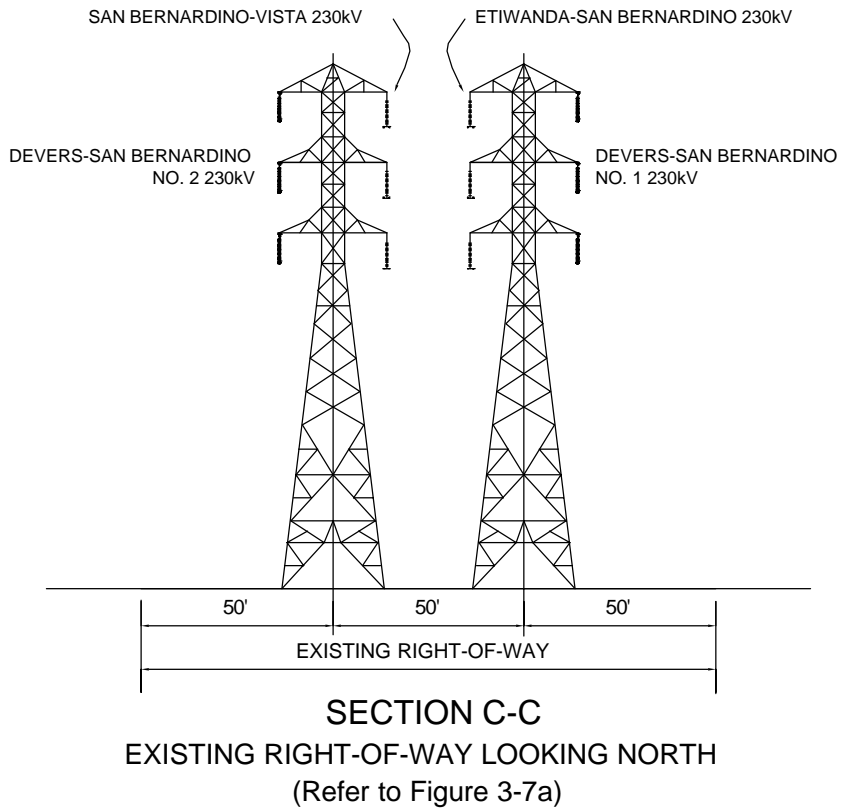 SAN BERNARDINO-VISTA 230kV
ETIWANDA-SAN BERNARDINO 230kV
DEVERS-SAN BERNARDINO
NO. 2 230kV
DEVERS-SAN BERNARDINO
NO. 1 230kV
50'
50'
50'
EXISTING RIGHT-OF-WAY
SECTION C-C
EXISTING RIGHT-OF-WAY LOOKING NORTH
(Refer to Figure 3-7a)